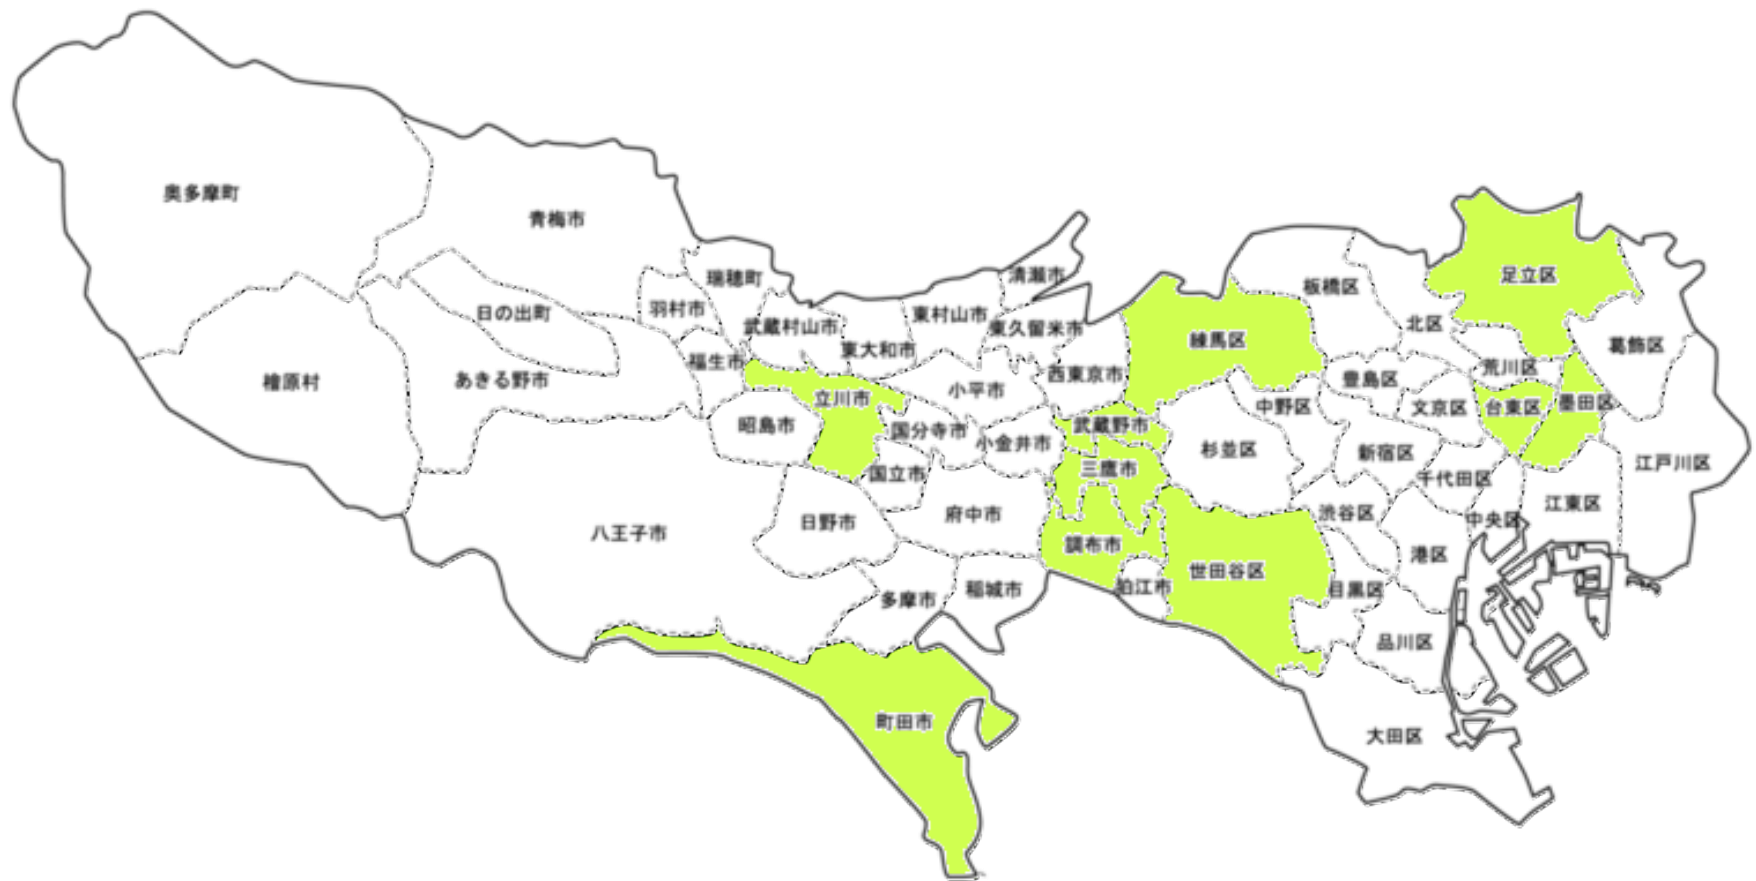 奥多摩町
青梅市
瑞穂町
羽村市
日の出町
檜原村
あきる野市
福生市
武蔵村山市
東大和市
東村山市
清瀬市
東久留米市
西東京市
立川市
昭島市
小平市
国分寺市
小金井市
国立市
武蔵野市
三鷹市
八王子市
日野市
府中市
調布市
狛江市
多摩市
稲城市
町田市
練馬区
板橋区
北区
足立区
葛飾区
荒川区
豊島区
文京区
台東区
墨田区
中野区
杉並区
新宿区
千代田区
江戸川区
江東区
中央区
渋谷区
港区
世田谷区
目黒区
品川区
大田区